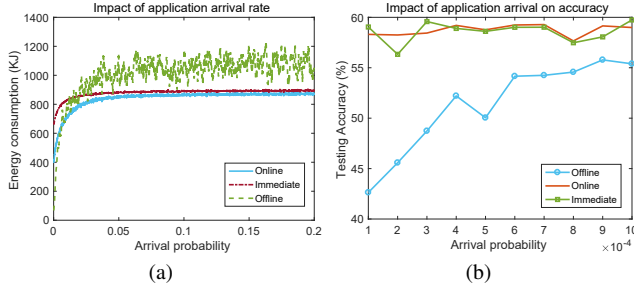 Impact of application arrival rate
Energy consumption (KJ)
1400
1200
1000
800
600
400
200
0
0
0.05
0.1
0.15
0.2
Arrival probability
Online
Immediate
Offline
(a)
Impact of application arrival on accuracy
Testing Accuracy (%)
60
55
50
45
40
1
2
3
4
5
6
7
8
9
10
Arrival probability
×10⁻⁴
Offline
Online
Immediate
(b)